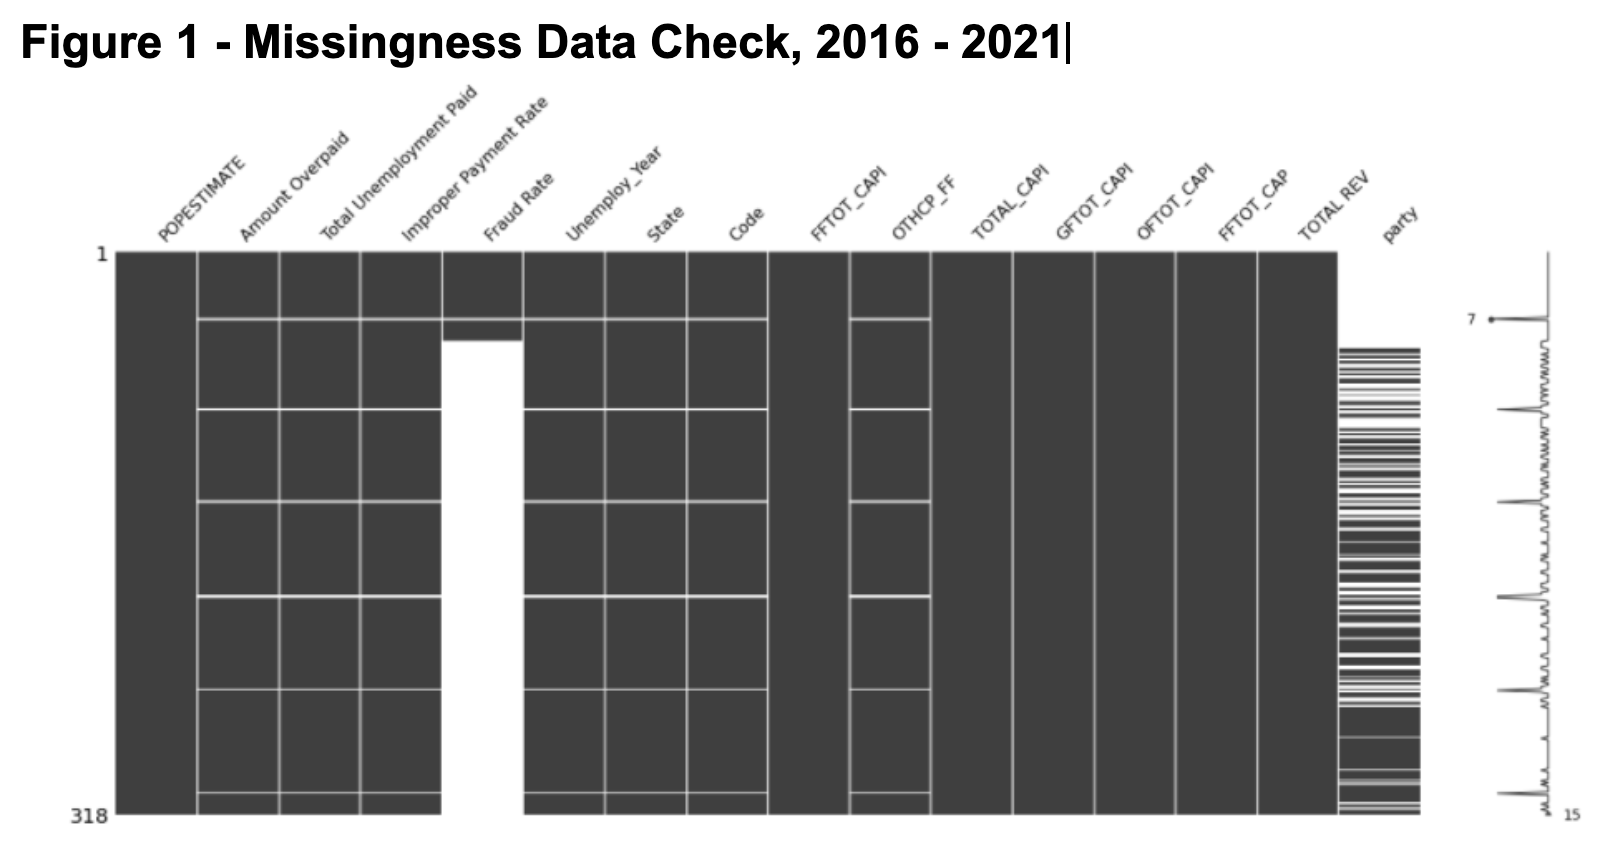 Figure 1 - Missingness Data Check, 2016 - 2021
POPESTIMATE
Amount Overpaid
Total Unemployment Paid
Improper Payment Rate
Fraud Rate
Unemploy_Year
State
Code
FFTOT_CAPI
OTHCP_FF
TOTAL_CAPI
GFTOT_CAPI
OFTOT_CAPI
FFTOT_CAP
TOTAL REV
party
1
7
318
15